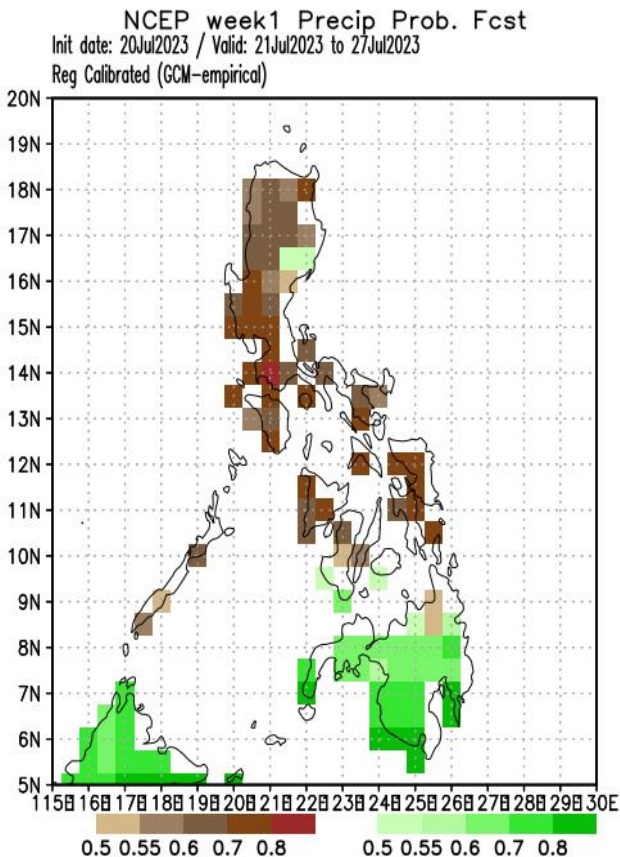 NCEP week1 Precip Prob. Fcst
Init date: 20Jul2023 / Valid: 21Jul2023 to 27Jul2023
Reg Calibrated (GCM-empirical)
20N
19N
18N
17N
16N
15N
14N
13N
12N
11N
10N
9N
8N
7N
6N
5N
115E 116E 117E 118E 119E 120E 121E 122E 123E 124E 125E 126E 127E 128E 129E 130E
0.5 0.55 0.6 0.7 0.8 0.5 0.55 0.6 0.7 0.8